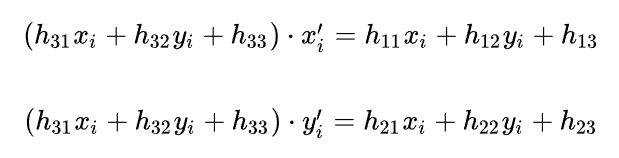 (h₃₁xᵢ + h₃₂yᵢ + h₃₃) · x′ᵢ = h₁₁xᵢ + h₁₂yᵢ + h₁₃
(h₃₁xᵢ + h₃₂yᵢ + h₃₃) · y′ᵢ = h₂₁xᵢ + h₂₂yᵢ + h₂₃